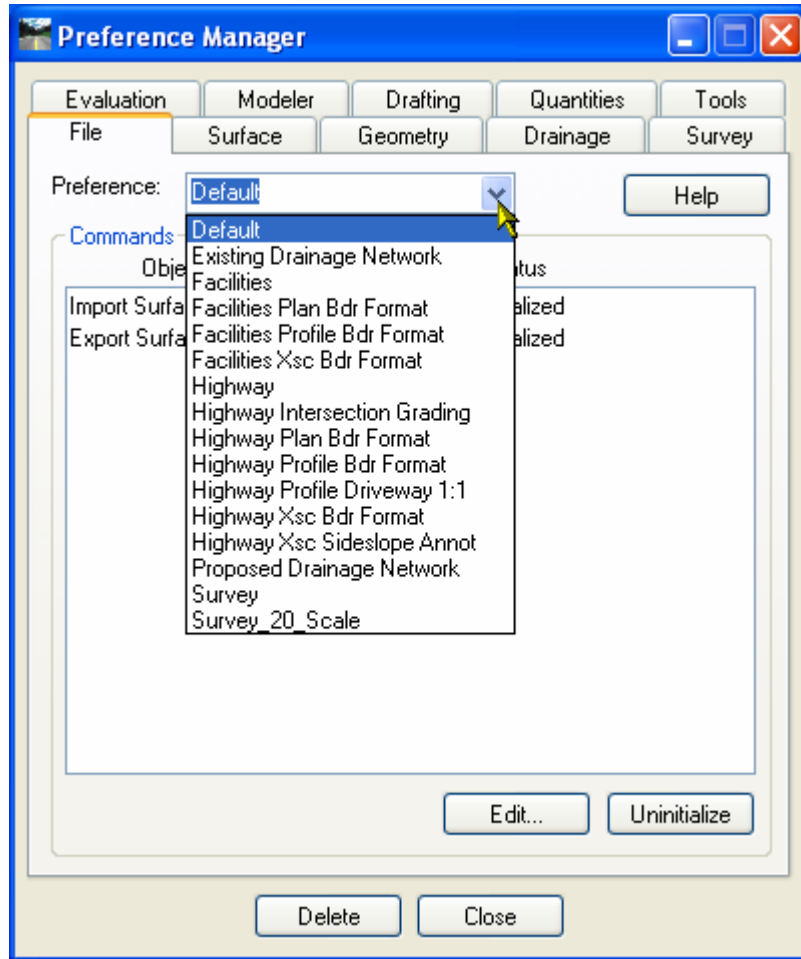 Preference Manager
Evaluation Modeler Drafting Quantities Tools
File Surface Geometry Drainage Survey
Preference: Default Help
Commands
Default
Existing Drainage Network
Obje tus
Facilities
Import Surfa Facilities Plan Bdr Format alized
Export Surfa Facilities Profile Bdr Format alized
Facilities Xsc Bdr Format
Highway
Highway Intersection Grading
Highway Plan Bdr Format
Highway Profile Bdr Format
Highway Profile Driveway 1:1
Highway Xsc Bdr Format
Highway Xsc Sideslope Annot
Proposed Drainage Network
Survey
Survey_20_Scale
Edit... Uninitialize
Delete Close